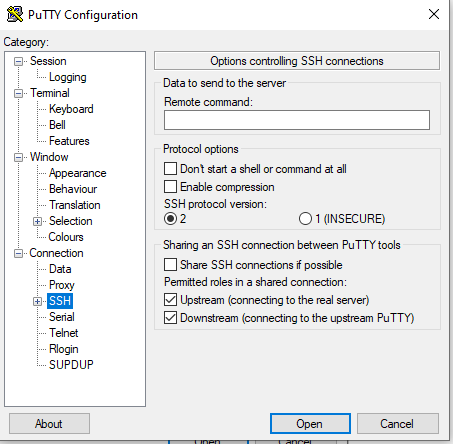 PuTTY Configuration
Category:
Session
Logging
Terminal
Keyboard
Bell
Features
Window
Appearance
Behaviour
Translation
Selection
Colours
Connection
Data
Proxy
SSH
Serial
Telnet
Rlogin
SUPDUP
Options controlling SSH connections
Data to send to the server
Remote command:
Protocol options
Don't start a shell or command at all
Enable compression
SSH protocol version:
2 1 (INSECURE)
Sharing an SSH connection between PuTTY tools
Share SSH connections if possible
Permitted roles in a shared connection:
Upstream (connecting to the real server)
Downstream (connecting to the upstream PuTTY)
About Open Cancel
Open Cancel